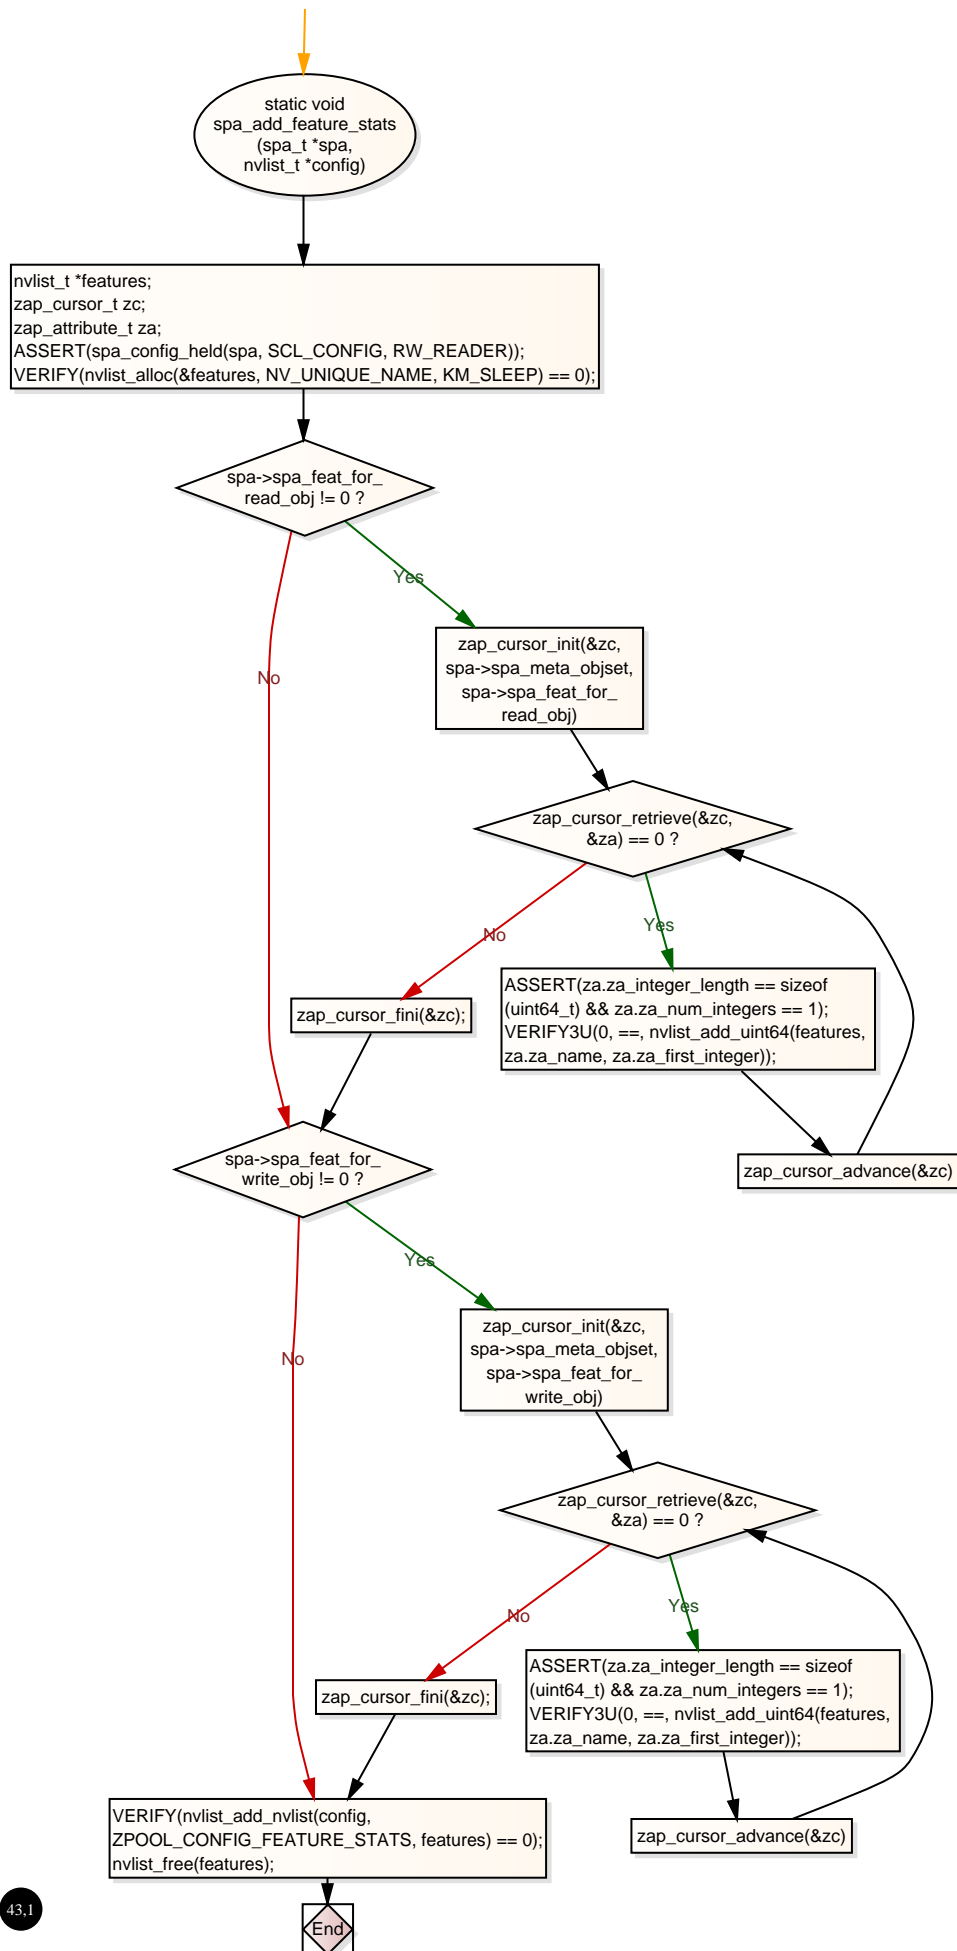 static void
spa_add_feature_stats
(spa_t *spa,
nvlist_t *config)
nvlist_t *features;
zap_cursor_t zc;
zap_attribute_t za;
ASSERT(spa_config_held(spa, SCL_CONFIG, RW_READER));
VERIFY(nvlist_alloc(&features, NV_UNIQUE_NAME, KM_SLEEP) == 0);
spa->spa_feat_for_
read_obj != 0 ?
Yes
No
zap_cursor_init(&zc,
spa->spa_meta_objset,
spa->spa_feat_for_
read_obj)
zap_cursor_retrieve(&zc,
&za) == 0 ?
Yes
No
ASSERT(za.za_integer_length == sizeof
(uint64_t) && za.za_num_integers == 1);
VERIFY3U(0, ==, nvlist_add_uint64(features,
za.za_name, za.za_first_integer));
zap_cursor_fini(&zc);
spa->spa_feat_for_
write_obj != 0 ?
zap_cursor_advance(&zc)
Yes
No
zap_cursor_init(&zc,
spa->spa_meta_objset,
spa->spa_feat_for_
write_obj)
zap_cursor_retrieve(&zc,
&za) == 0 ?
Yes
No
ASSERT(za.za_integer_length == sizeof
(uint64_t) && za.za_num_integers == 1);
VERIFY3U(0, ==, nvlist_add_uint64(features,
za.za_name, za.za_first_integer));
zap_cursor_fini(&zc);
VERIFY(nvlist_add_nvlist(config,
ZPOOL_CONFIG_FEATURE_STATS, features) == 0);
nvlist_free(features);
zap_cursor_advance(&zc)
43,1
End